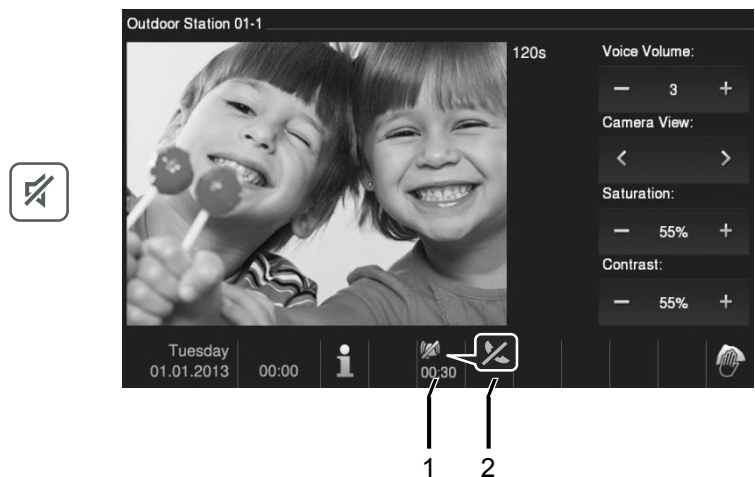 Outdoor Station 01-1
120s
Voice Volume:
– 3 +
Camera View:
< >
Saturation:
– 55% +
Contrast:
– 55% +
Tuesday
01.01.2013
00:00
i
00:30
1 2